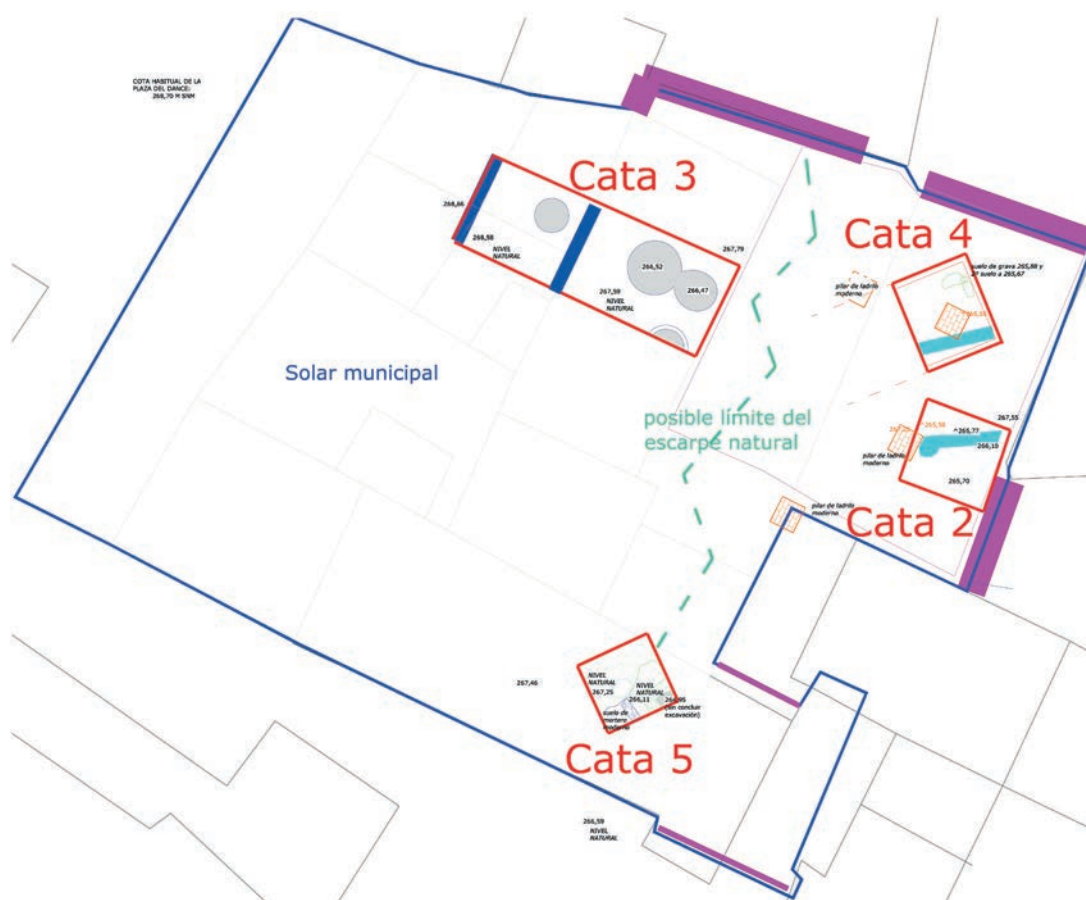 COTA HABITUAL DE LA
PLAZA DEL DANCE:
268,70 M SNM
Cata 3
268,66
268,58
NIVEL
NATURAL
267,79
266,52
266,47
267,59
NIVEL
NATURAL
Cata 4
suelo de grava 265,88 y
2º suelo a 265,67
pilar de ladrillo
moderno
Solar municipal
posible límite del
escarpe natural
267,55
^265,77
266,10
265,70
pilar de ladrillo
moderno
Cata 2
pilar de ladrillo
moderno
267,46
NIVEL
NATURAL
267,25
NIVEL
NATURAL
266,11
(sin concluir
excavación)
suelo de
mortero
moderno
Cata 5
266,59
NIVEL
NATURAL